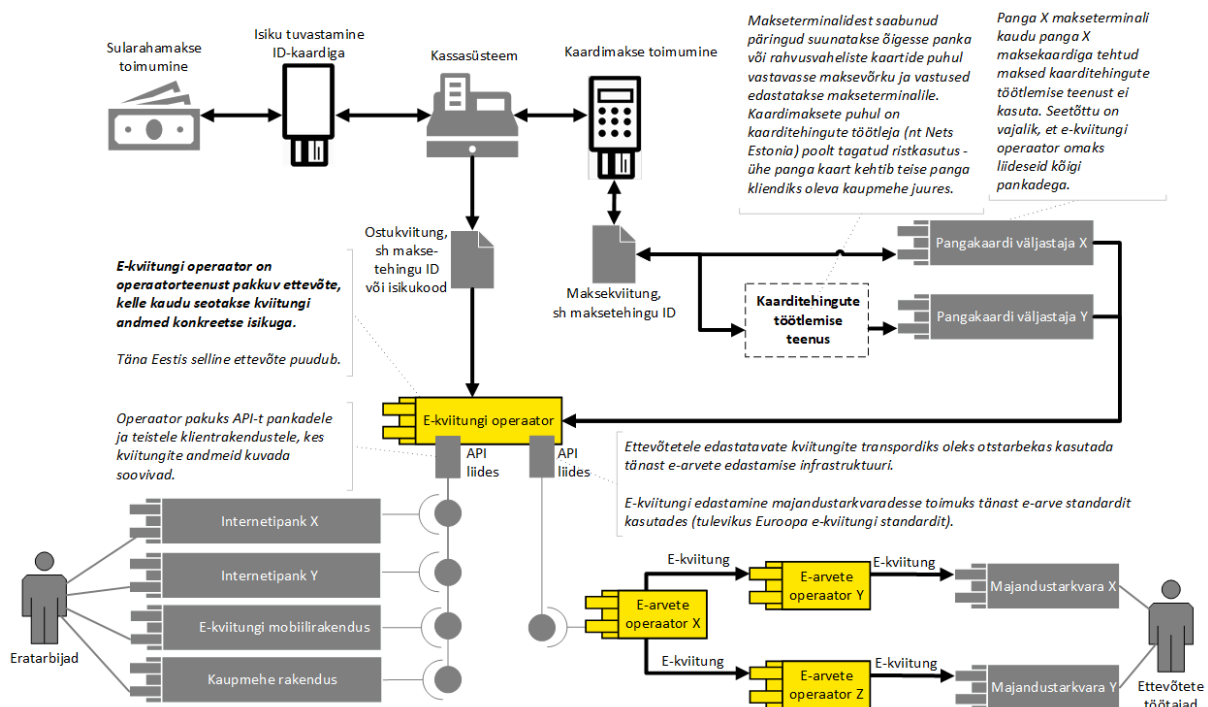 Sularahamakse
toimumine
Isiku tuvastamine
ID-kaardiga
Kassasüsteem
Kaardimakse toimumine
Makseterminalidest saabunud
päringud suunatakse õigesse panka
või rahvusvaheliste kaartide puhul
vastavasse maksevõrku ja vastused
edastatakse makseterminalile.
Kaardimaksete puhul on
kaarditehingute töötleja (nt Nets
Estonia) poolt tagatud ristkasutus -
ühe panga kaart kehtib teise panga
kliendiks oleva kaupmehe juures.
Panga X makseterminali
kaudu panga X
maksekaardiga tehtud
maksed kaarditehingute
töötlemise teenust ei
kasuta. Seetõttu on
vajalik, et e-kviitungi
operaator omaks
liideseid kõigi
pankadega.
Ostukviitung,
sh makse-
tehingu ID
või isikukood
Maksekviitung,
sh maksetehingu ID
Kaarditehingute
töötlemise
teenus
Pangakaardi väljastaja X
Pangakaardi väljastaja Y
E-kviitungi operaator on
operaatorteenust pakkuv ettevõte,
kelle kaudu seotakse kviitungi
andmed konkreetse isikuga.
Täna Eestis selline ettevõte puudub.
E-kviitungi operaator
Operaator pakuks API-t pankadele
ja teistele klientrakendustele, kes
kviitungite andmeid kuvada
soovivad.
API
liides
API
liides
Ettevõtetele edastatavate kviitungite transpordiks oleks otstarbekas kasutada
tänast e-arvete edastamise infrastruktuuri.
E-kviitungi edastamine majandustarkvaradesse toimuks tänast e-arve standardit
kasutades (tulevikus Euroopa e-kviitungi standardit).
Internetipank X
Internetipank Y
E-kviitungi mobiilirakendus
Kaupmehe rakendus
Eratarbijad
E-arvete
operaator X
E-kviitung
E-kviitung
E-arvete
operaator Y
E-arvete
operaator Z
E-kviitung
E-kviitung
Majandustarkvara X
Majandustarkvara Y
Ettevõtete
töötajad